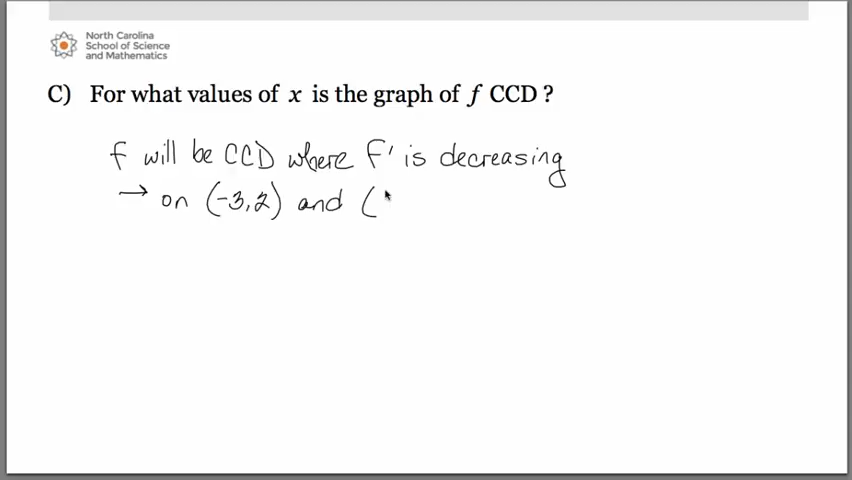 North Carolina
School of Science
and Mathematics
C) For what values of x is the graph of f CCD ?
f will be CCD where f' is decreasing
→ on (-3,2) and (